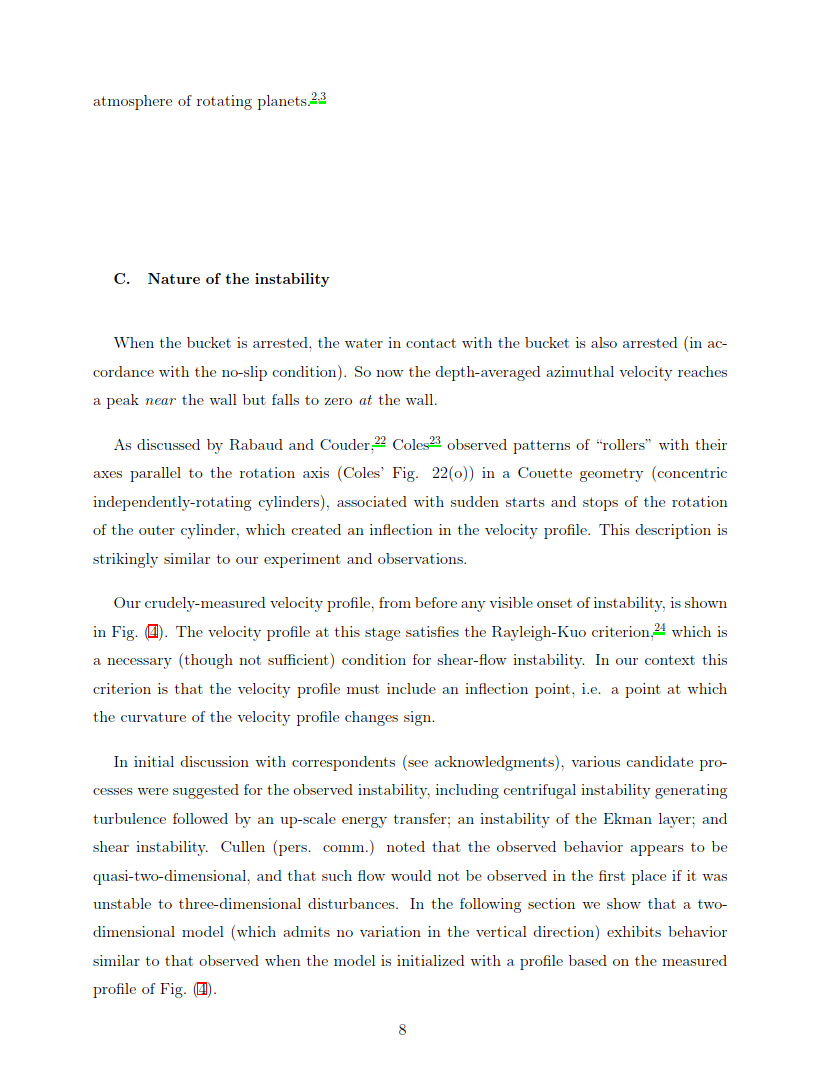 atmosphere of rotating planets.2,3
C. Nature of the instability
When the bucket is arrested, the water in contact with the bucket is also arrested (in ac-
cordance with the no-slip condition). So now the depth-averaged azimuthal velocity reaches
a peak near the wall but falls to zero at the wall.
As discussed by Rabaud and Couder,22 Coles23 observed patterns of “rollers” with their
axes parallel to the rotation axis (Coles’ Fig. 22(o)) in a Couette geometry (concentric
independently-rotating cylinders), associated with sudden starts and stops of the rotation
of the outer cylinder, which created an inflection in the velocity profile. This description is
strikingly similar to our experiment and observations.
Our crudely-measured velocity profile, from before any visible onset of instability, is shown
in Fig. (4). The velocity profile at this stage satisfies the Rayleigh-Kuo criterion,24 which is
a necessary (though not sufficient) condition for shear-flow instability. In our context this
criterion is that the velocity profile must include an inflection point, i.e. a point at which
the curvature of the velocity profile changes sign.
In initial discussion with correspondents (see acknowledgments), various candidate pro-
cesses were suggested for the observed instability, including centrifugal instability generating
turbulence followed by an up-scale energy transfer; an instability of the Ekman layer; and
shear instability. Cullen (pers. comm.) noted that the observed behavior appears to be
quasi-two-dimensional, and that such flow would not be observed in the first place if it was
unstable to three-dimensional disturbances. In the following section we show that a two-
dimensional model (which admits no variation in the vertical direction) exhibits behavior
similar to that observed when the model is initialized with a profile based on the measured
profile of Fig. (4).
8